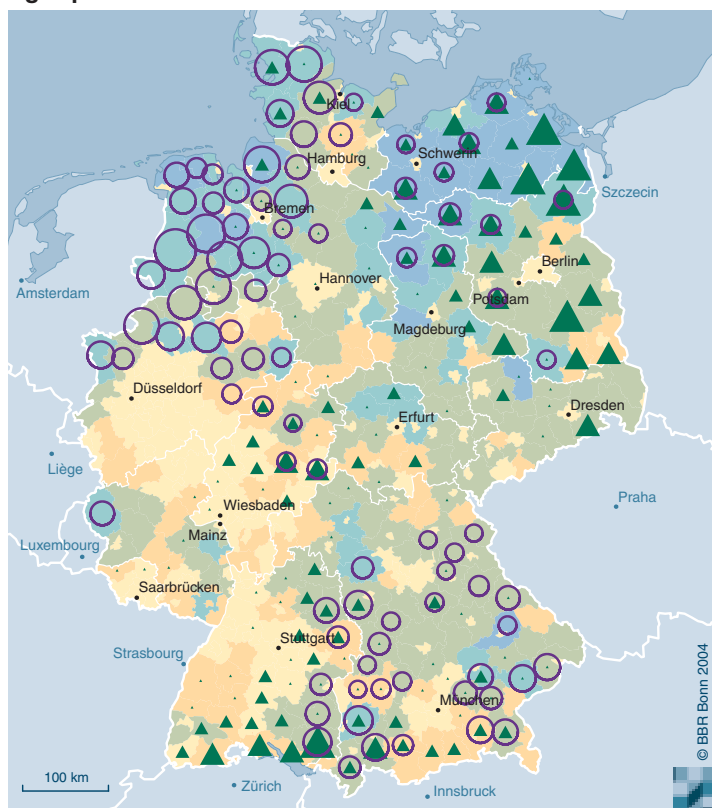 Kiel
Hamburg
Schwerin
Szczecin
Bremen
Berlin
Amsterdam
Hannover
Potsdam
Magdeburg
Düsseldorf
Erfurt
Dresden
Liège
Praha
Wiesbaden
Mainz
Luxembourg
Saarbrücken
Stuttgart
Strasbourg
München
100 km
Zürich
Innsbruck
© BBR Bonn 2004